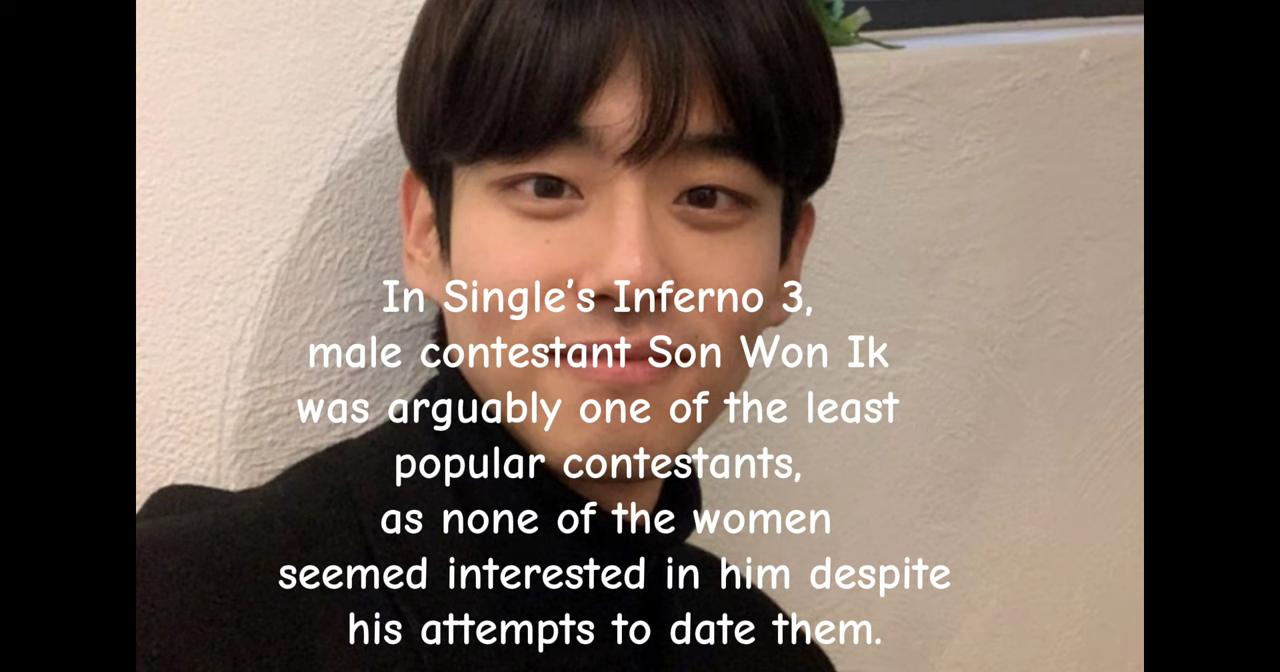 In Single’s Inferno 3,
male contestant Son Won Ik
was arguably one of the least
popular contestants,
as none of the women
seemed interested in him despite
his attempts to date them.